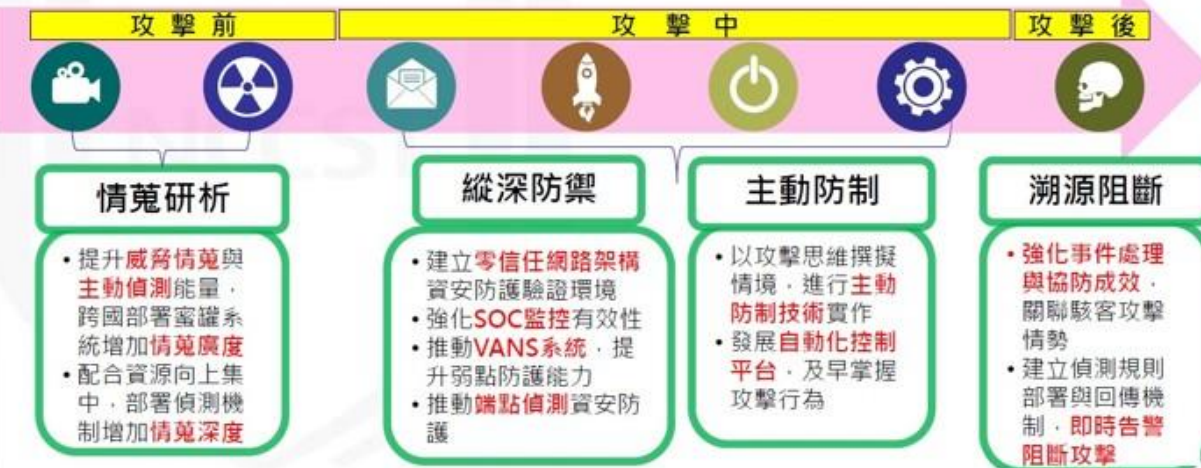 攻擊前
攻擊中
攻擊後
情蒐研析
• 提升威脅情蒐與
主動偵測能量，
跨國部署蜜罐系
統增加情蒐廣度
• 配合資源向上集
中，部署偵測機
制增加情蒐深度
縱深防禦
• 建立零信任網路架構
資安防護驗證環境
• 強化SOC監控有效性
• 推動VANS系統，提
升弱點防護能力
• 推動端點偵測資安防
護
主動防制
• 以攻擊思維撰擬
情境，進行主動
防制技術實作
• 發展自動化控制
平台，及早掌握
攻擊行為
溯源阻斷
• 強化事件處理
與協防成效，
關聯駭客攻擊
情勢
• 建立偵測規則
部署與回傳機
制，即時告警
阻斷攻擊